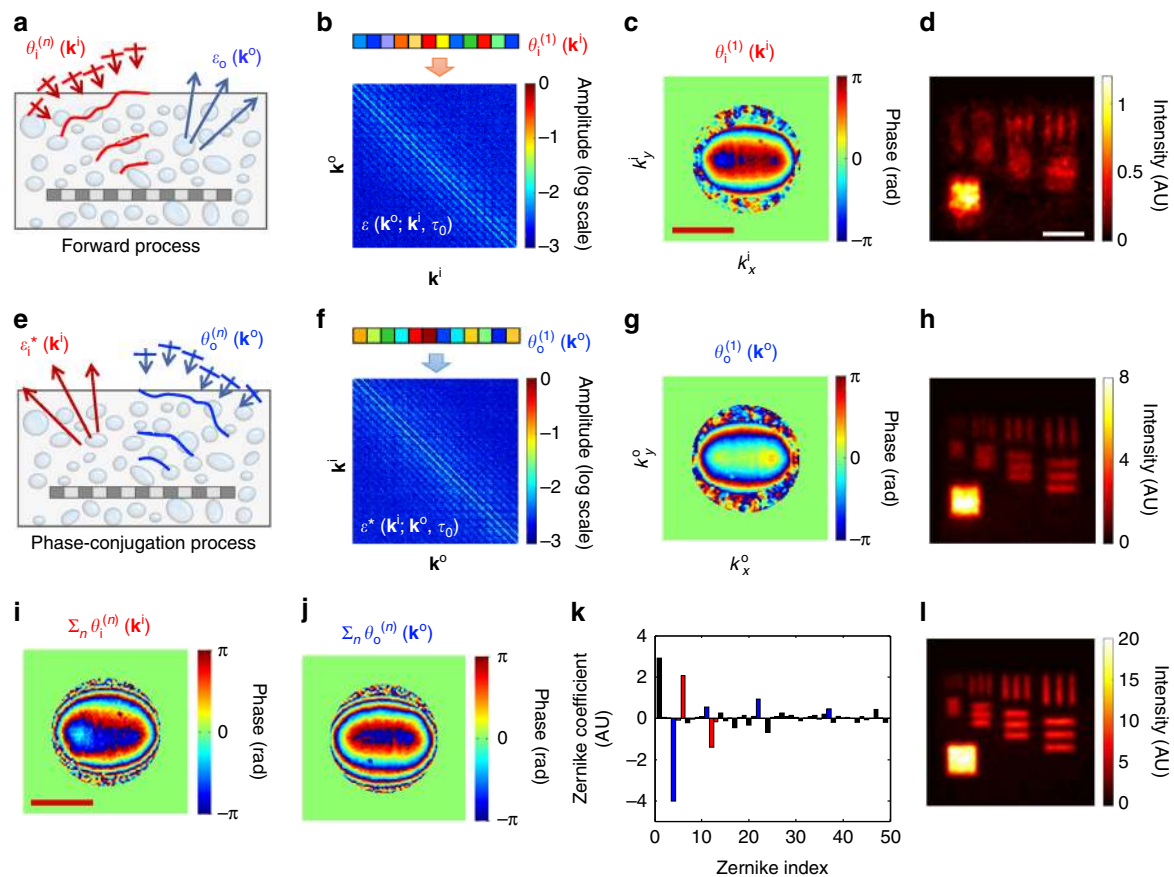 a
θi(n) (ki)
εo (ko)
Forward process
b
θi(1) (ki)
ko
ε (ko; ki, τ0)
ki
0
−1
−2
−3
Amplitude (log scale)
c
θi(1) (ki)
kyi
kxi
π
0
−π
Phase (rad)
d
1
0.5
0
Intensity (AU)
e
εi* (ki)
θo(n) (ko)
Phase-conjugation process
f
θo(1) (ko)
ki
ε* (ki; ko, τ0)
ko
0
−1
−2
−3
Amplitude (log scale)
g
θo(1) (ko)
kyo
kxo
π
0
−π
Phase (rad)
h
8
4
0
Intensity (AU)
i
Σn θi(n) (ki)
π
0
−π
Phase (rad)
j
Σn θo(n) (ko)
π
0
−π
Phase (rad)
k
Zernike coefficient
(AU)
4
2
0
−2
−4
0 10 20 30 40 50
Zernike index
l
20
15
10
5
0
Intensity (AU)